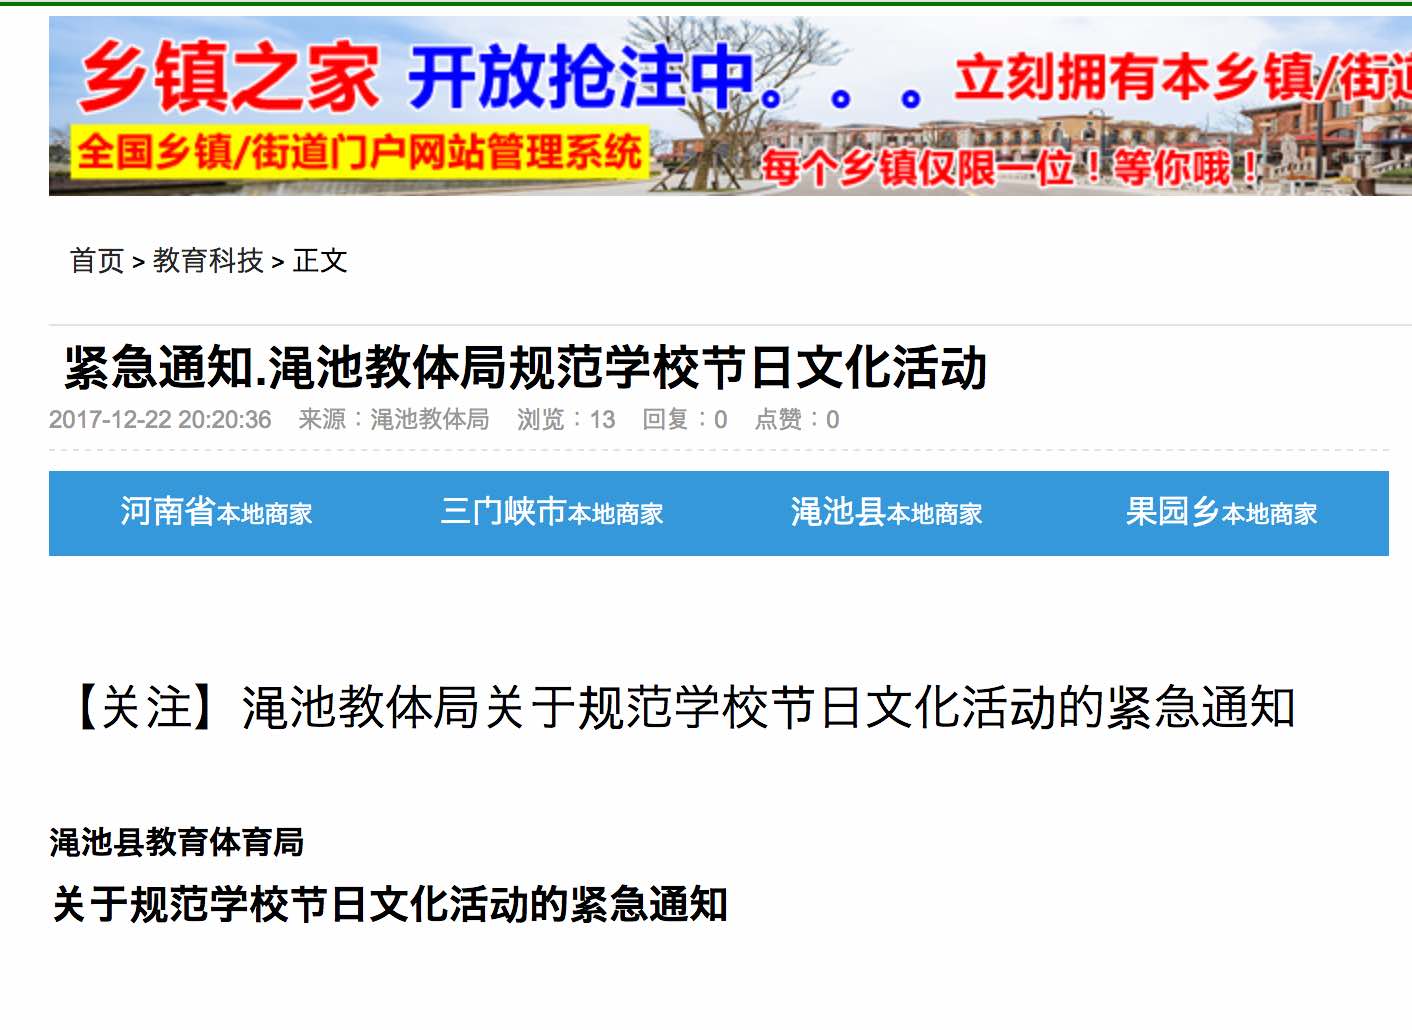 乡镇之家 开放抢注中。。。立刻拥有本乡镇/街道
全国乡镇/街道门户网站管理系统
每个乡镇仅限一位！等你哦！
首页 > 教育科技 > 正文
紧急通知.渑池教体局规范学校节日文化活动
2017-12-22 20:20:36 来源：渑池教体局 浏览：13 回复：0 点赞：0
河南省本地商家 三门峡市本地商家 渑池县本地商家 果园乡本地商家
【关注】渑池教体局关于规范学校节日文化活动的紧急通知
渑池县教育体育局
关于规范学校节日文化活动的紧急通知